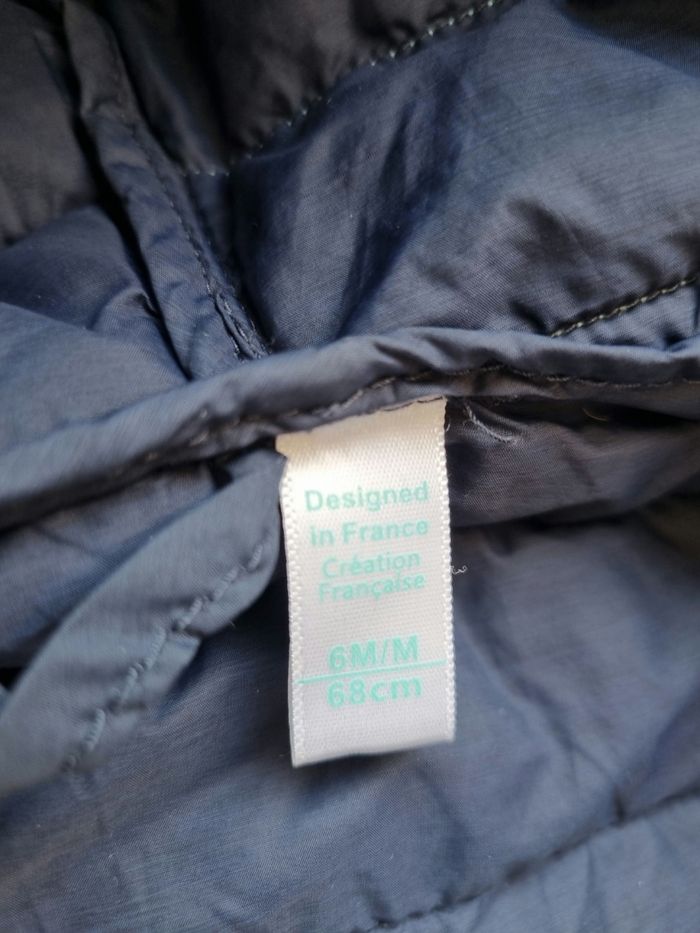 Designed
in France
Création
Française
6M/M
68cm